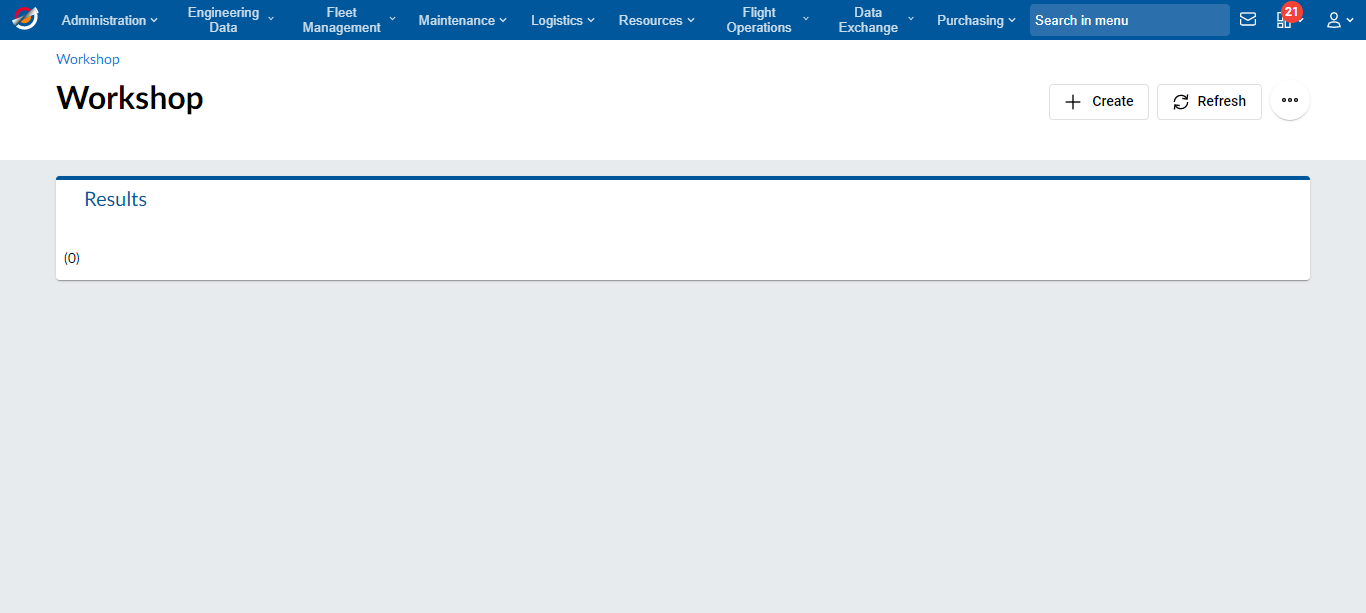 Administration
Engineering
Data
Fleet
Management
Maintenance
Logistics
Resources
Flight
Operations
Data
Exchange
Purchasing
Search in menu
21
Workshop
Workshop
Create
Refresh
Results
(0)